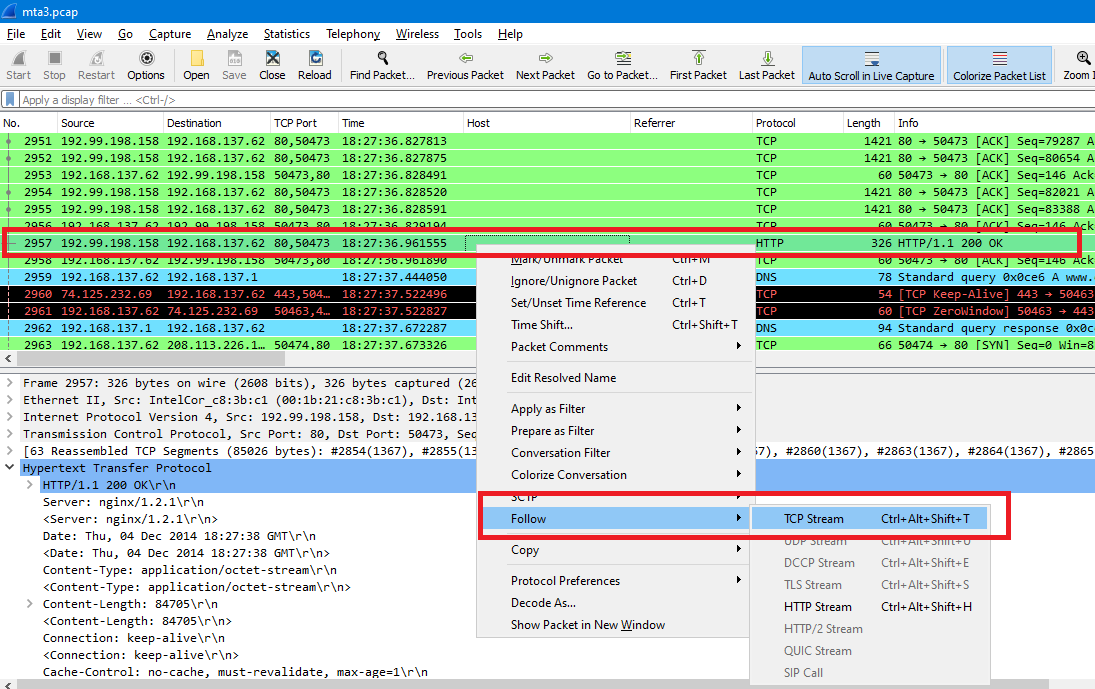 mta3.pcap
File Edit View Go Capture Analyze Statistics Telephony Wireless Tools Help
Start Stop Restart Options Open Save Close Reload Find Packet... Previous Packet Next Packet Go to Packet... First Packet Last Packet Auto Scroll in Live Capture Colorize Packet List Zoom I
Apply a display filter ... <Ctrl-/>
No. Source Destination TCP Port Time Host Referrer Protocol Length Info
2951 192.99.198.158 192.168.137.62 80,50473 18:27:36.827813 TCP 1421 80 → 50473 [ACK] Seq=79287 A
2952 192.99.198.158 192.168.137.62 80,50473 18:27:36.827875 TCP 1421 80 → 50473 [ACK] Seq=80654 A
2953 192.168.137.62 192.99.198.158 50473,80 18:27:36.828491 TCP 60 50473 → 80 [ACK] Seq=146 Ack
2954 192.99.198.158 192.168.137.62 80,50473 18:27:36.828520 TCP 1421 80 → 50473 [ACK] Seq=82021 A
2955 192.99.198.158 192.168.137.62 80,50473 18:27:36.828591 TCP 1421 80 → 50473 [ACK] Seq=83388 A
2956 192.168.137.62 192.99.198.158 50473,80 18:27:36.829194 TCP 60 50473 → 80 [ACK] Seq=146 Ack
2957 192.99.198.158 192.168.137.62 80,50473 18:27:36.961555 HTTP 326 HTTP/1.1 200 OK
2958 192.168.137.62 192.99.198.158 50473,80 18:27:36.961890 TCP 60 50473 → 80 [ACK] Seq=146 Ack
2959 192.168.137.62 192.168.137.1 18:27:37.444050 DNS 78 Standard query 0x0ce6 A www.
2960 74.125.232.69 192.168.137.62 443,504… 18:27:37.522496 TCP 54 [TCP Keep-Alive] 443 → 50463
2961 192.168.137.62 74.125.232.69 50463,4… 18:27:37.522827 TCP 60 [TCP ZeroWindow] 50463 → 443
2962 192.168.137.1 192.168.137.62 18:27:37.672287 DNS 94 Standard query response 0x0c
2963 192.168.137.62 208.113.226.1… 50474,80 18:27:37.673326 TCP 66 50474 → 80 [SYN] Seq=0 Win=8
Mark/Unmark Packet Ctrl+M
Ignore/Unignore Packet Ctrl+D
Set/Unset Time Reference Ctrl+T
Time Shift... Ctrl+Shift+T
Packet Comments
Edit Resolved Name
Apply as Filter
Prepare as Filter
Conversation Filter
Colorize Conversation
SCTP
Follow
Copy
Protocol Preferences
Decode As...
Show Packet in New Window
TCP Stream Ctrl+Alt+Shift+T
UDP Stream Ctrl+Alt+Shift+U
DCCP Stream Ctrl+Alt+Shift+E
TLS Stream Ctrl+Alt+Shift+S
HTTP Stream Ctrl+Alt+Shift+H
HTTP/2 Stream
QUIC Stream
SIP Call
Frame 2957: 326 bytes on wire (2608 bits), 326 bytes captured (26
Ethernet II, Src: IntelCor_c8:3b:c1 (00:1b:21:c8:3b:c1), Dst: Int
Internet Protocol Version 4, Src: 192.99.198.158, Dst: 192.168.13
Transmission Control Protocol, Src Port: 80, Dst Port: 50473, Seq
[63 Reassembled TCP Segments (85026 bytes): #2854(1367), #2855(13 67), #2860(1367), #2863(1367), #2864(1367), #2865
Hypertext Transfer Protocol
HTTP/1.1 200 OK\r\n
Server: nginx/1.2.1\r\n
<Server: nginx/1.2.1\r\n>
Date: Thu, 04 Dec 2014 18:27:38 GMT\r\n
<Date: Thu, 04 Dec 2014 18:27:38 GMT\r\n>
Content-Type: application/octet-stream\r\n
<Content-Type: application/octet-stream\r\n>
Content-Length: 84705\r\n
<Content-Length: 84705\r\n>
Connection: keep-alive\r\n
<Connection: keep-alive\r\n>
Cache-Control: no-cache, must-revalidate, max-age=1\r\n